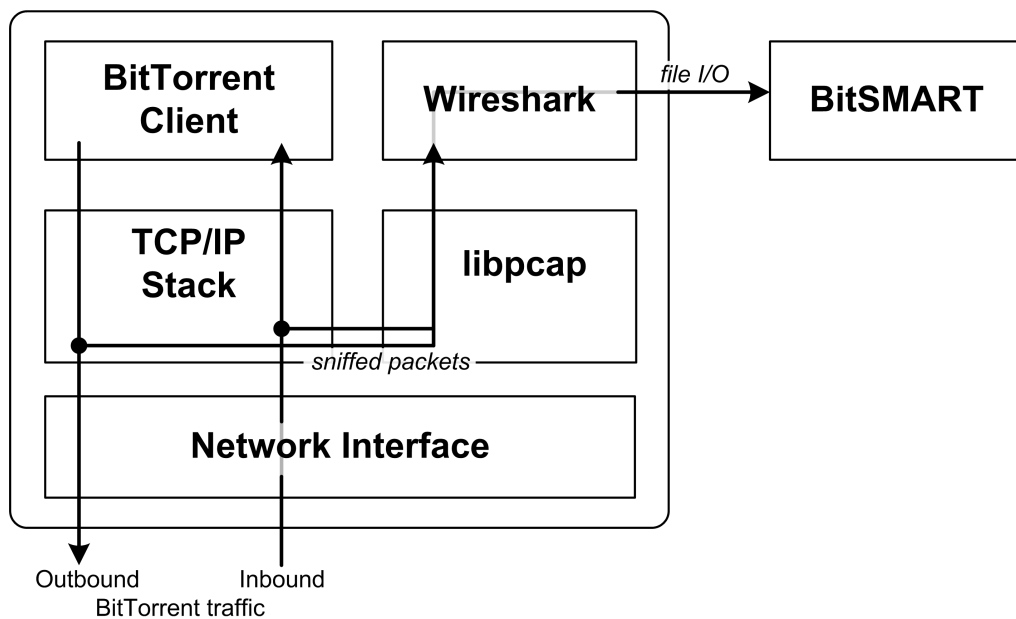 BitTorrent
Client
Wireshark
file I/O
BitSMART
TCP/IP
Stack
libpcap
sniffed packets
Network Interface
Outbound
Inbound
BitTorrent traffic